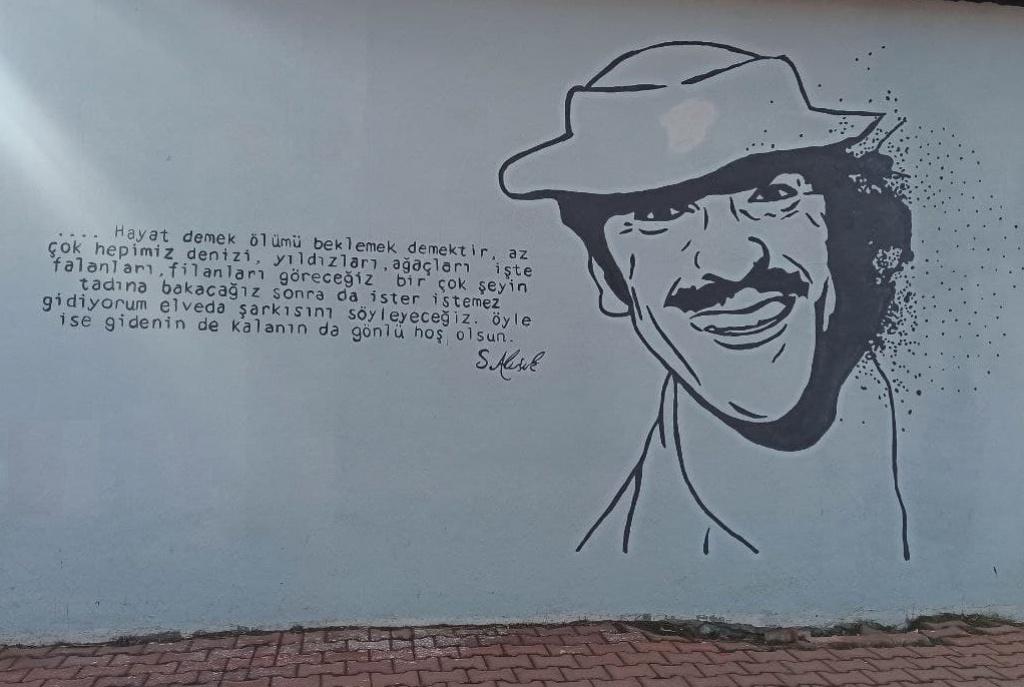 .... Hayat demek ölümü beklemek demektir, az
çok hepimiz denizi, yıldızları, ağaçları işte
falanları, filanları göreceğiz bir çok şeyin
tadına bakacağız sonra da ister istemez
gidiyorum elveda şarkısını söyleyeceğiz. öyle
ise gidenin de kalanın da gönlü hoş olsun.